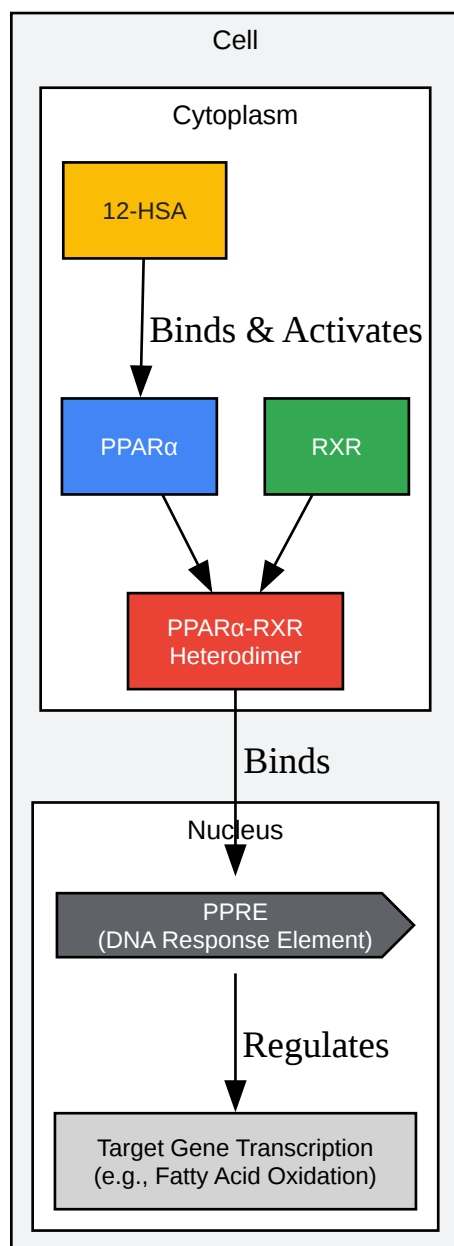 Cell
Cytoplasm
12-HSA
Binds & Activates
PPARα
RXR
PPARα-RXR
Heterodimer
Binds
Nucleus
PPRE
(DNA Response Element)
Regulates
Target Gene Transcription
(e.g., Fatty Acid Oxidation)